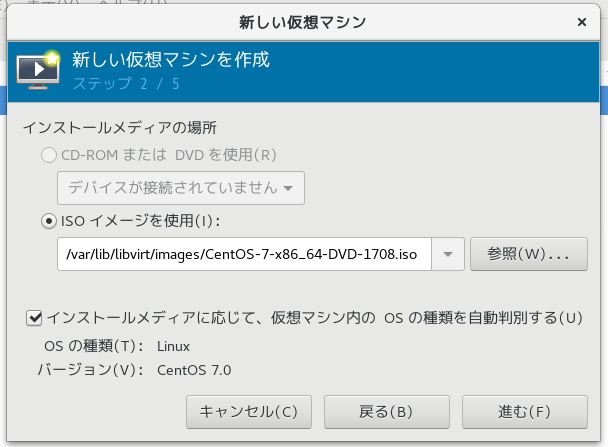 新しい仮想マシン
新しい仮想マシンを作成
ステップ 2 / 5
インストールメディアの場所
CD-ROM または DVD を使用(R)
デバイスが接続されていません
ISO イメージを使用(I):
/var/lib/libvirt/images/CentOS-7-x86_64-DVD-1708.iso
参照(W)...
インストールメディアに応じて、仮想マシン内の OS の種類を自動判別する(U)
OS の種類(T): Linux
バージョン(V): CentOS 7.0
キャンセル(C) 戻る(B) 進む(F)